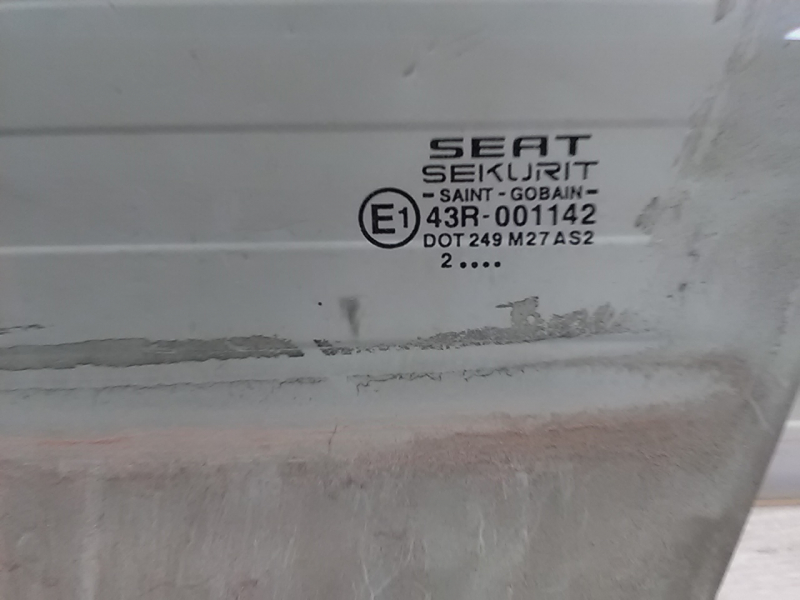 SEAT
SEKURIT
- SAINT - GOBAIN -
E1 43R-001142
DOT 249 M27 AS2
2 ....